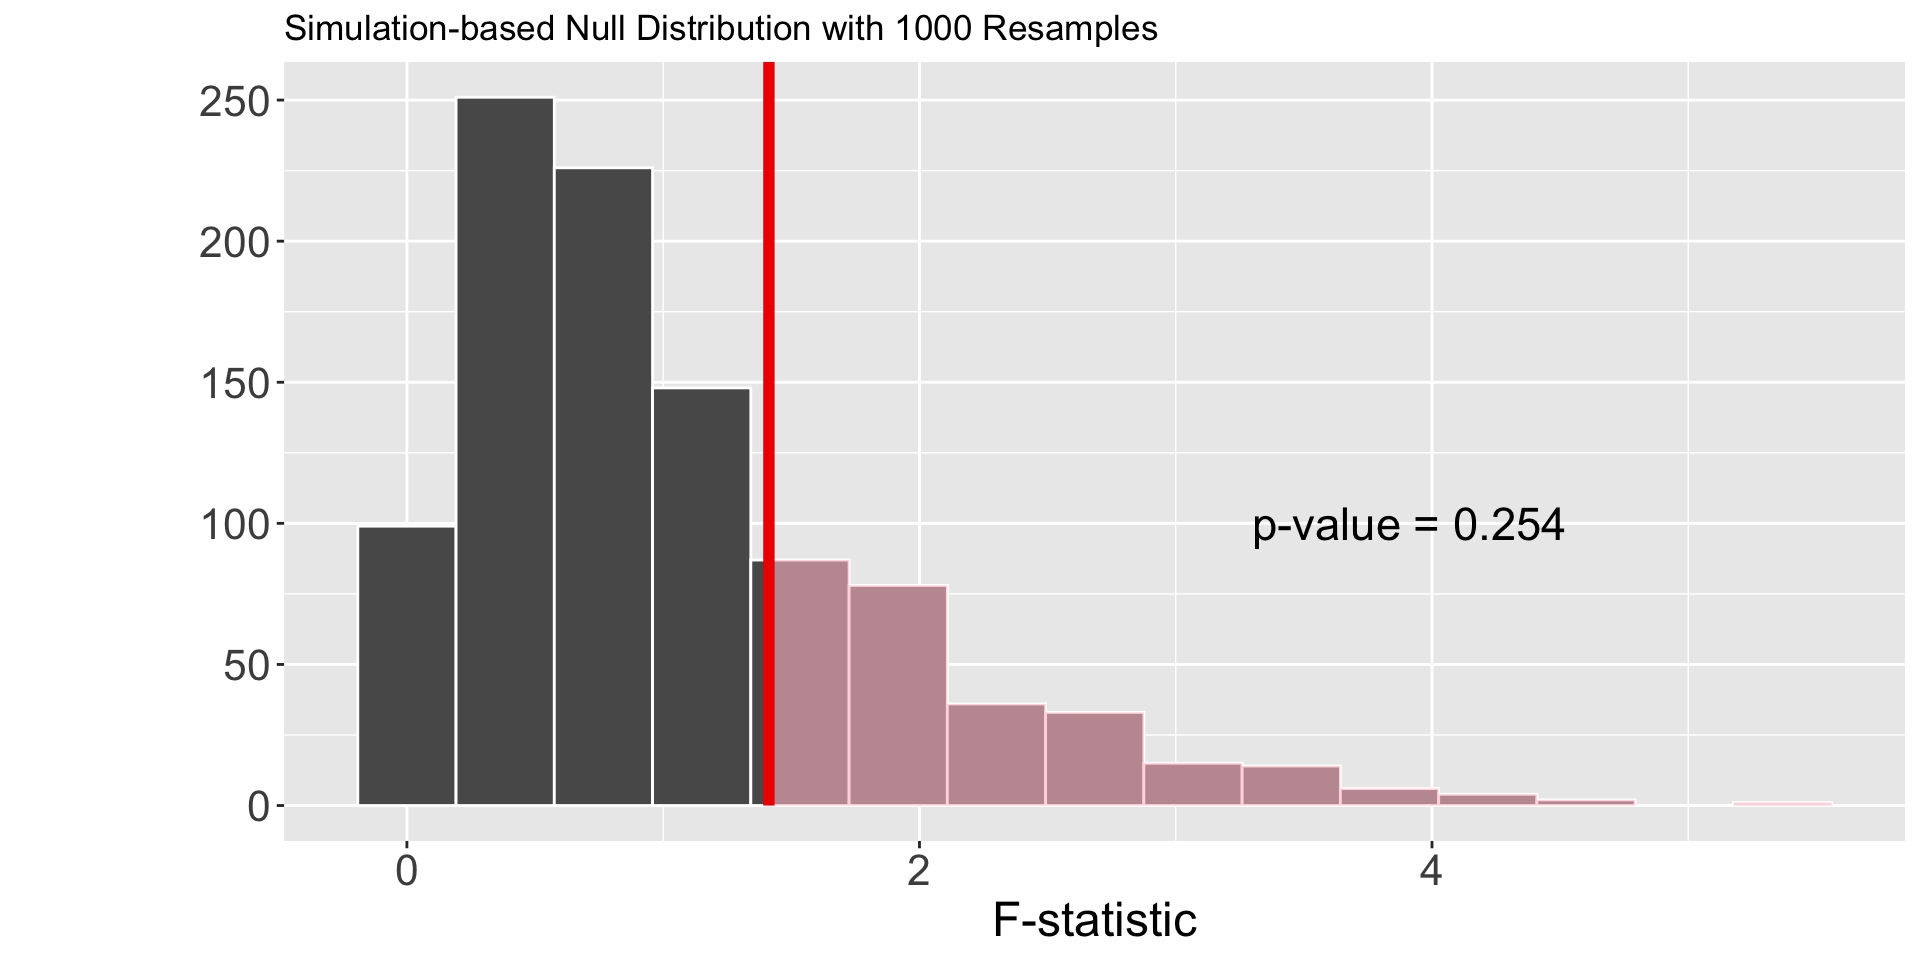 Simulation-based Null Distribution with 1000 Resamples
250
200
150
100
50
0
p-value = 0.254
0 2 4
F-statistic